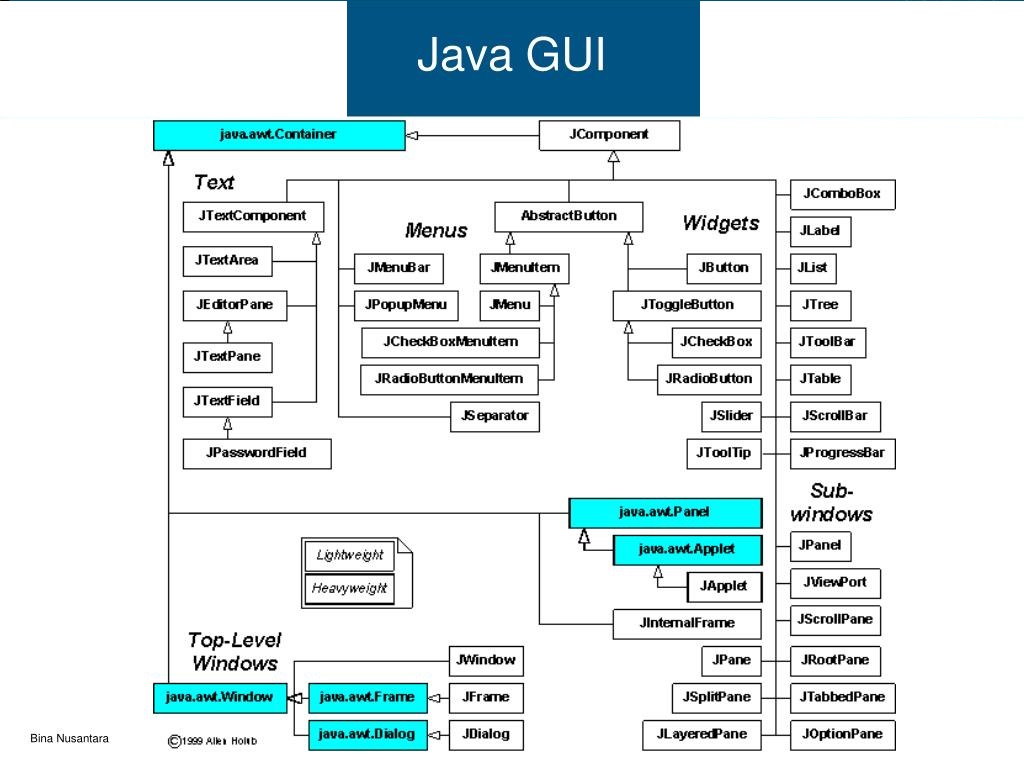 Java GUI
java.awt.Container
JComponent
Text
JTextComponent
JTextArea
JEditorPane
JTextPane
JTextField
JPasswordField
Menus
JMenuBar
JPopupMenu
AbstractButton
JMenuItem
JMenu
JCheckBoxMenuItem
JRadioButtonMenuItem
JSeparator
Widgets
JButton
JToggleButton
JCheckBox
JRadioButton
JSlider
JToolTip
JComboBox
JLabel
JList
JTree
JToolBar
JTable
JScrollBar
JProgressBar
Sub-
windows
java.awt.Panel
java.awt.Applet
JApplet
JInternalFrame
JPanel
JViewPort
JScrollPane
JPane
JRootPane
JSplitPane
JTabbedPane
JLayeredPane
JOptionPane
Lightweight
Heavyweight
Top-Level
Windows
java.awt.Window
JWindow
java.awt.Frame
JFrame
java.awt.Dialog
JDialog
Bina Nusantara
©1999 Allen Holub